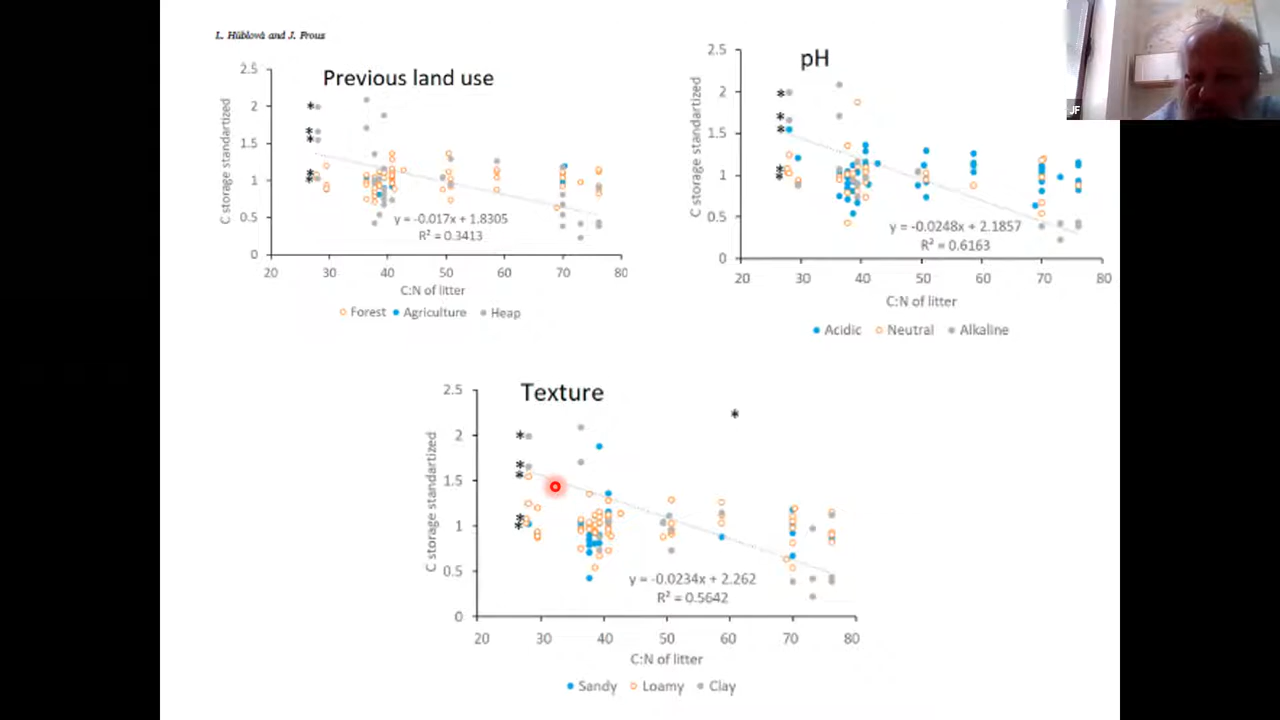 L. Hüblová and J. Frouz
Previous land use
C storage standartized
2.5
2
1.5
1
0.5
0
y = -0.017x + 1.8305
R² = 0.3413
20 30 40 50 60 70 80
C:N of litter
Forest Agriculture Heap
pH
C storage standartized
2.5
2
1.5
1
0.5
0
y = -0.0248x + 2.1857
R² = 0.6163
20 30 40 50 60 70 80
C:N of litter
Acidic Neutral Alkaline
JF
Texture
C storage standartized
2.5
2
1.5
1
0.5
0
y = -0.0234x + 2.262
R² = 0.5642
20 30 40 50 60 70 80
C:N of litter
Sandy Loamy Clay